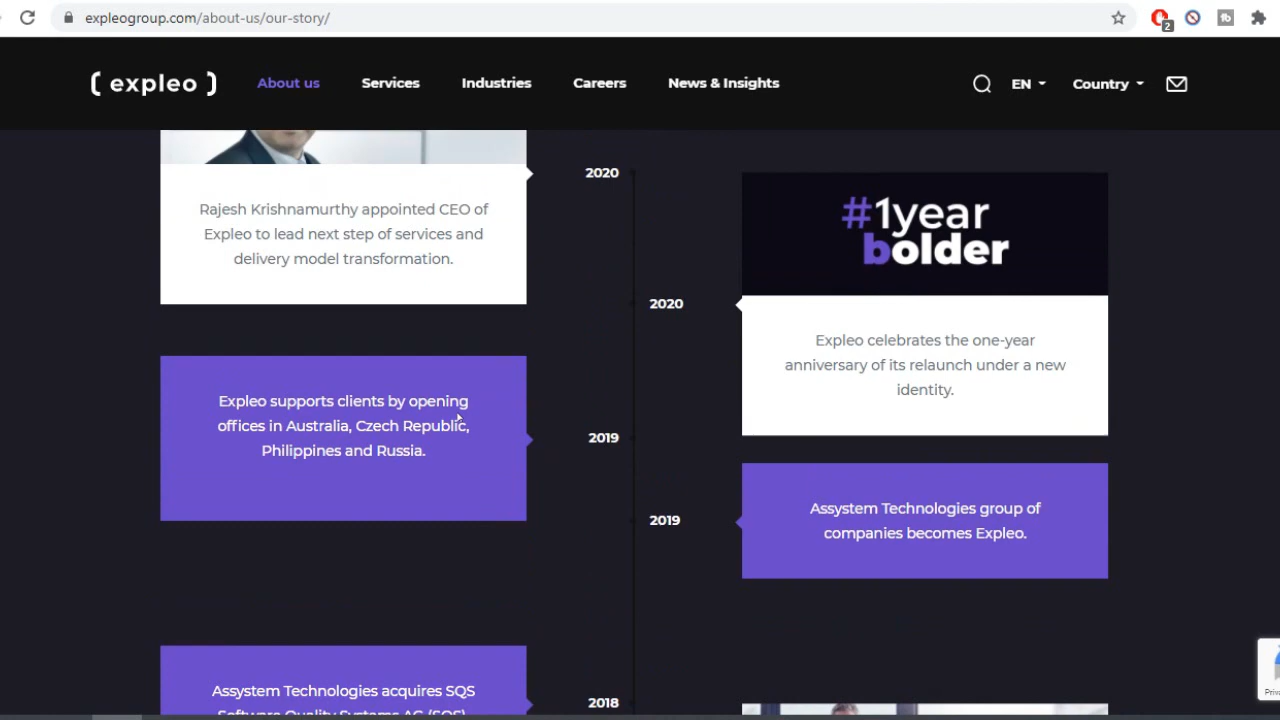 expleogroup.com/about-us/our-story/
2
( expleo )
About us
Services
Industries
Careers
News & Insights
EN
Country
2020
Rajesh Krishnamurthy appointed CEO of
Expleo to lead next step of services and
delivery model transformation.
#1year
bolder
2020
Expleo celebrates the one-year
anniversary of its relaunch under a new
identity.
Expleo supports clients by opening
offices in Australia, Czech Republic,
Philippines and Russia.
2019
2019
Assystem Technologies group of
companies becomes Expleo.
Assystem Technologies acquires SQS
Software Quality Systems AG (SQS)
2018